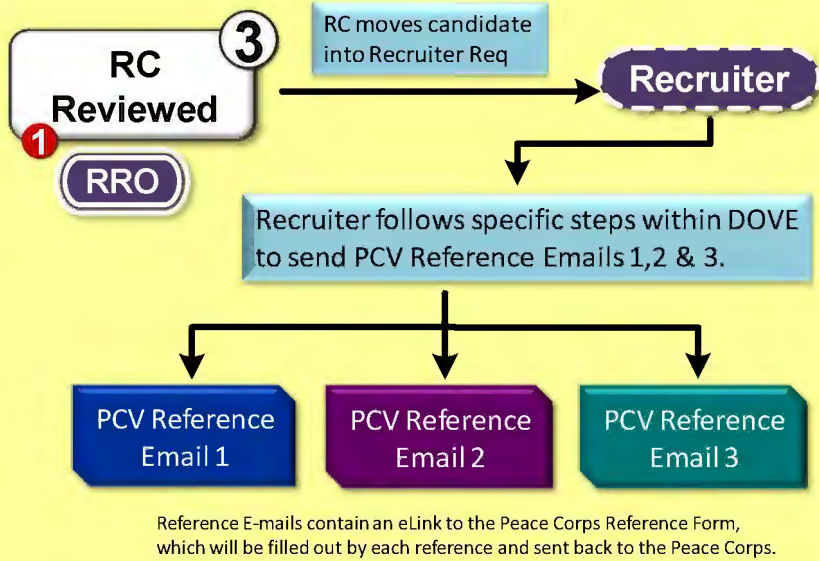 3
RC
Reviewed
1
RRO
RC moves candidate
into Recruiter Req
Recruiter
Recruiter follows specific steps within DOVE
to send PCV Reference Emails 1,2 & 3.
PCV Reference
Email 1
PCV Reference
Email 2
PCV Reference
Email 3
Reference E-mails contain an eLink to the Peace Corps Reference Form,
which will be filled out by each reference and sent back to the Peace Corps.